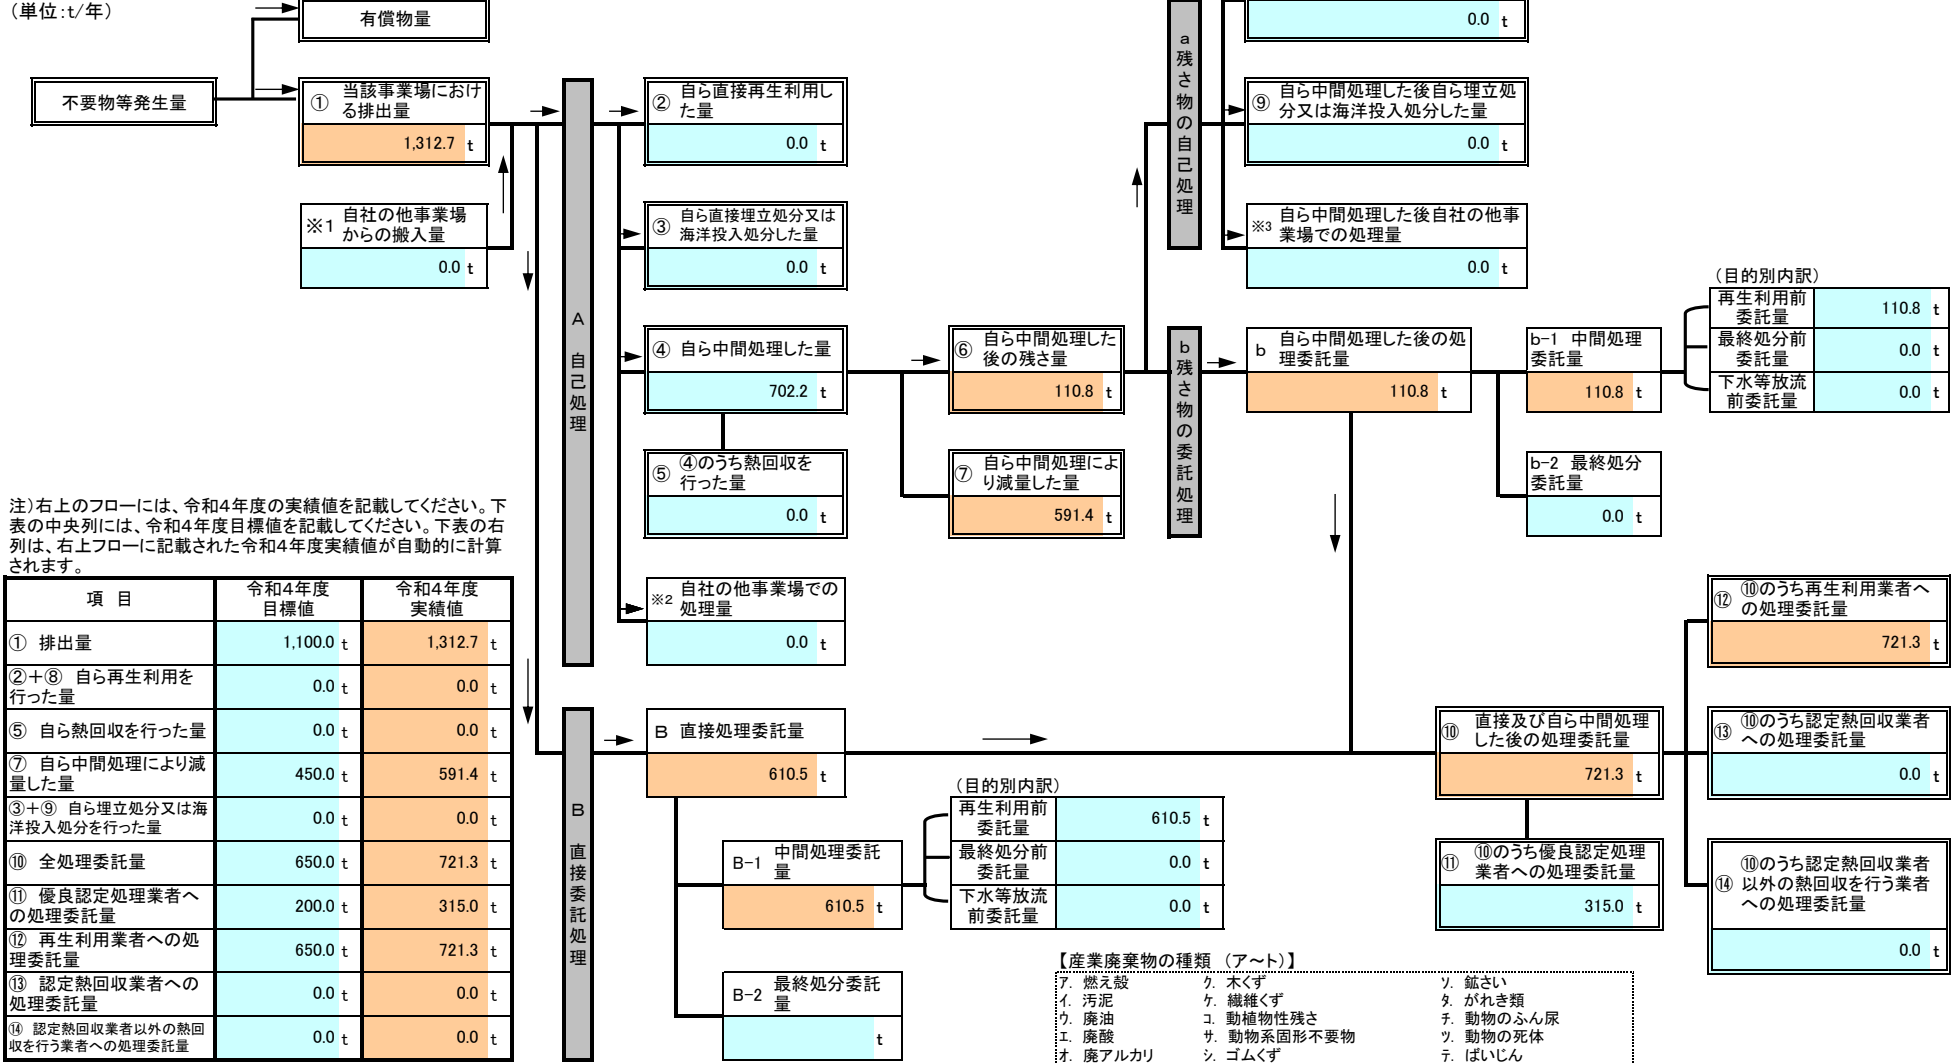 （単位：t/年）
有償物量
不要物等発生量
① 当該事業場におけ
る排出量
1,312.7 t
※1 自社の他事業場
からの搬入量
0.0 t
A 自己処理
② 自ら直接再生利用し
た量
0.0 t
③ 自ら直接埋立処分又は
海洋投入処分した量
0.0 t
④ 自ら中間処理した量
702.2 t
⑤ ④のうち熱回収を
行った量
0.0 t
※2 自社の他事業場での
処理量
0.0 t
⑥ 自ら中間処理した
後の残さ量
110.8 t
⑦ 自ら中間処理によ
り減量した量
591.4 t
a 残さ物の自己処理
0.0 t
⑨ 自ら中間処理した後自ら埋立処
分又は海洋投入処分した量
0.0 t
※3 自ら中間処理した後自社の他事
業場での処理量
0.0 t
b 残さ物の委託処理
b 自ら中間処理した後の処
理委託量
110.8 t
b-1 中間処理
委託量
110.8 t
b-2 最終処分
委託量
0.0 t
（目的別内訳）
再生利用前
委託量
110.8 t
最終処分前
委託量
0.0 t
下水等放流
前委託量
0.0 t
注）右上のフローには、令和４年度の実績値を記載してください。下
表の中央列には、令和４年度目標値を記載してください。下表の右
列は、右上フローに記載された令和４年度実績値が自動的に計算
されます。
項 目 令和４年度 目標値 令和４年度 実績値
① 排出量 1,100.0 t 1,312.7 t
②＋⑧ 自ら再生利用を
行った量 0.0 t 0.0 t
⑤ 自ら熱回収を行った量 0.0 t 0.0 t
⑦ 自ら中間処理により減
量した量 450.0 t 591.4 t
③＋⑨ 自ら埋立処分又は海
洋投入処分を行った量 0.0 t 0.0 t
⑩ 全処理委託量 650.0 t 721.3 t
⑪ 優良認定処理業者へ
の処理委託量 200.0 t 315.0 t
⑫ 再生利用業者への処
理委託量 650.0 t 721.3 t
⑬ 認定熱回収業者への
処理委託量 0.0 t 0.0 t
⑭ 認定熱回収業者以外の熱回
収を行う業者への処理委託量 0.0 t 0.0 t
B 直接委託処理
B 直接処理委託量
610.5 t
B-1 中間処理委託
量
610.5 t
B-2 最終処分委託
量
t
（目的別内訳）
再生利用前
委託量
610.5 t
最終処分前
委託量
0.0 t
下水等放流
前委託量
0.0 t
⑩ 直接及び自ら中間処理
した後の処理委託量
721.3 t
⑪ ⑩のうち優良認定処理
業者への処理委託量
315.0 t
⑫ ⑩のうち再生利用業者へ
の処理委託量
721.3 t
⑬ ⑩のうち認定熱回収業者
への処理委託量
0.0 t
⑭ ⑩のうち認定熱回収業者
以外の熱回収を行う業者
への処理委託量
0.0 t
【産業廃棄物の種類 （ア～ト）】
ア. 燃え殻 ク. 木くず ソ. 鉱さい
イ. 汚泥 ケ. 繊維くず タ. がれき類
ウ. 廃油 コ. 動植物性残さ チ. 動物のふん尿
エ. 廃酸 サ. 動物系固形不要物 ツ. 動物の死体
オ. 廃アルカリ シ. ゴムくず テ. ばいじん